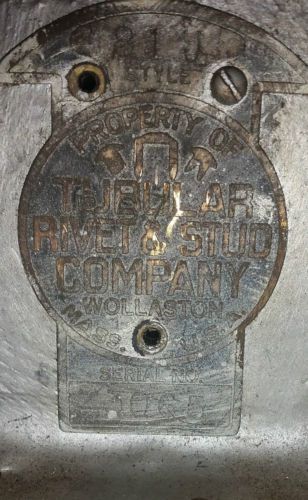 STYLE
PROPERTY OF
TUBULAR
RIVET & STUD
COMPANY
WOLLASTON
MASS. U.S.A.
SERIAL NO.